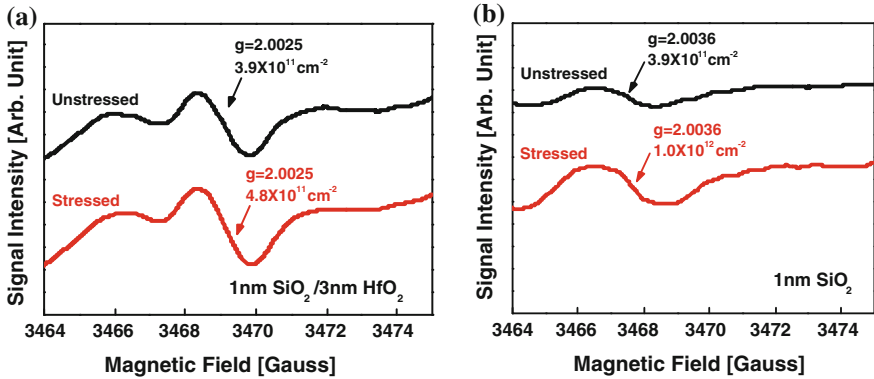 (a)
Signal Intensity [Arb. Unit]
g=2.0025
3.9X10¹¹cm⁻²
Unstressed
g=2.0025
4.8X10¹¹cm⁻²
Stressed
1nm SiO₂/3nm HfO₂
3464 3466 3468 3470 3472 3474
Magnetic Field [Gauss]
(b)
Signal Intensity [Arb. Unit]
g=2.0036
3.9X10¹¹cm⁻²
Unstressed
g=2.0036
1.0X10¹²cm⁻²
Stressed
1nm SiO₂
3464 3466 3468 3470 3472 3474
Magnetic Field [Gauss]